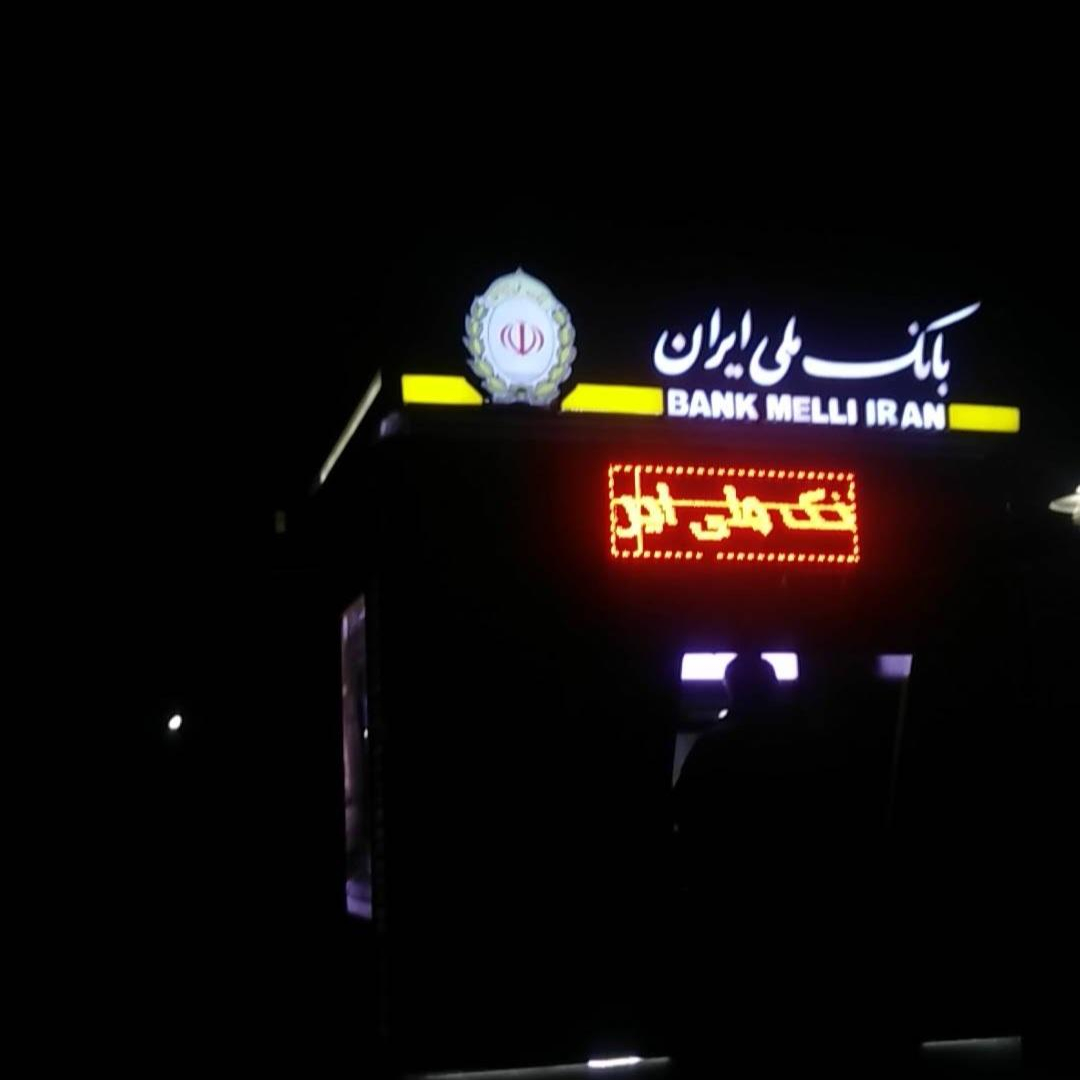 بانک ملی ایران
BANK MELLI IRAN
نک ملی ایر